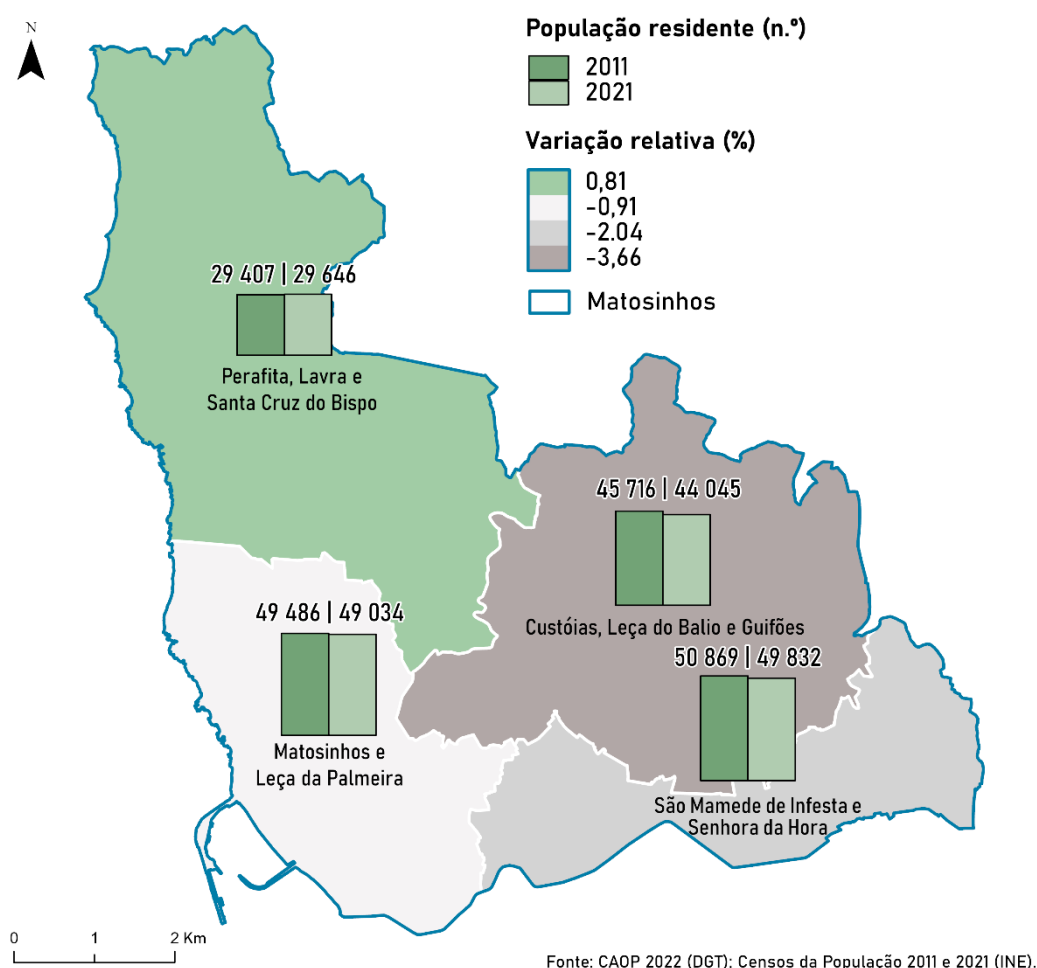 N
População residente (n.º)
2011
2021
Variação relativa (%)
0,81
-0,91
-2.04
-3,66
Matosinhos
29 407 | 29 646
Perafita, Lavra e
Santa Cruz do Bispo
45 716 | 44 045
Custóias, Leça do Balio e Guifões
49 486 | 49 034
Matosinhos e
Leça da Palmeira
50 869 | 49 832
São Mamede de Infesta e
Senhora da Hora
0 1 2 Km
Fonte: CAOP 2022 (DGT); Censos da População 2011 e 2021 (INE).